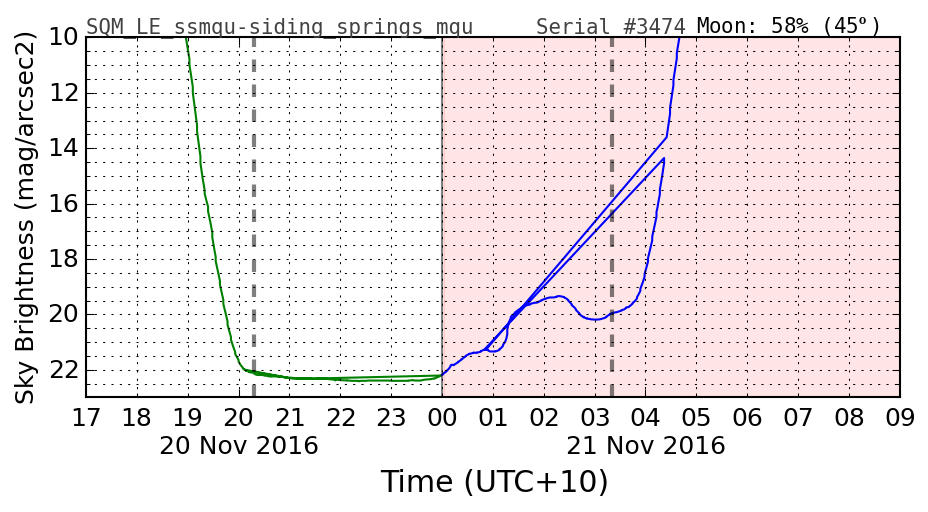 SQM_LE_ssmqu-siding_springs_mqu Serial #3474 Moon: 58% (45°)
Sky Brightness (mag/arcsec2)
10
12
14
16
18
20
22
17 18 19 20 21 22 23 00 01 02 03 04 05 06 07 08 09
20 Nov 2016 21 Nov 2016
Time (UTC+10)